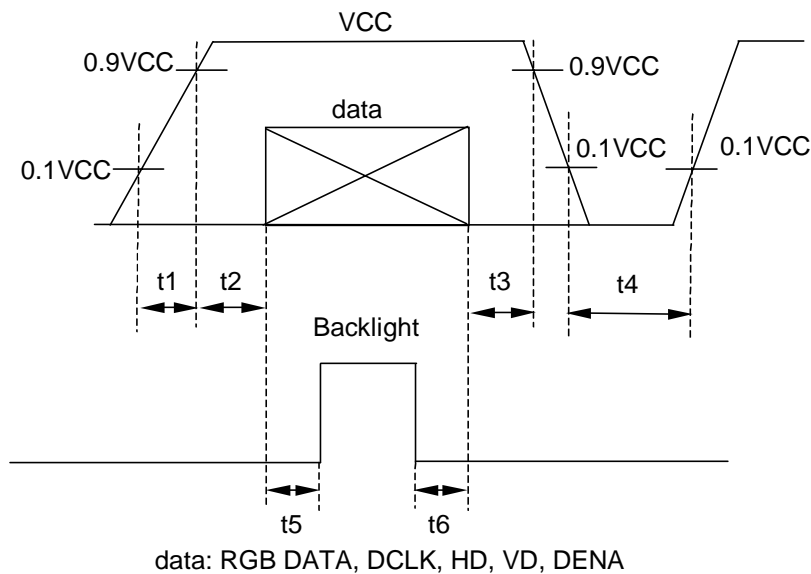 VCC
0.9VCC
0.9VCC
data
0.1VCC
0.1VCC
0.1VCC
t1
t2
t3
t4
Backlight
t5
t6
data: RGB DATA, DCLK, HD, VD, DENA